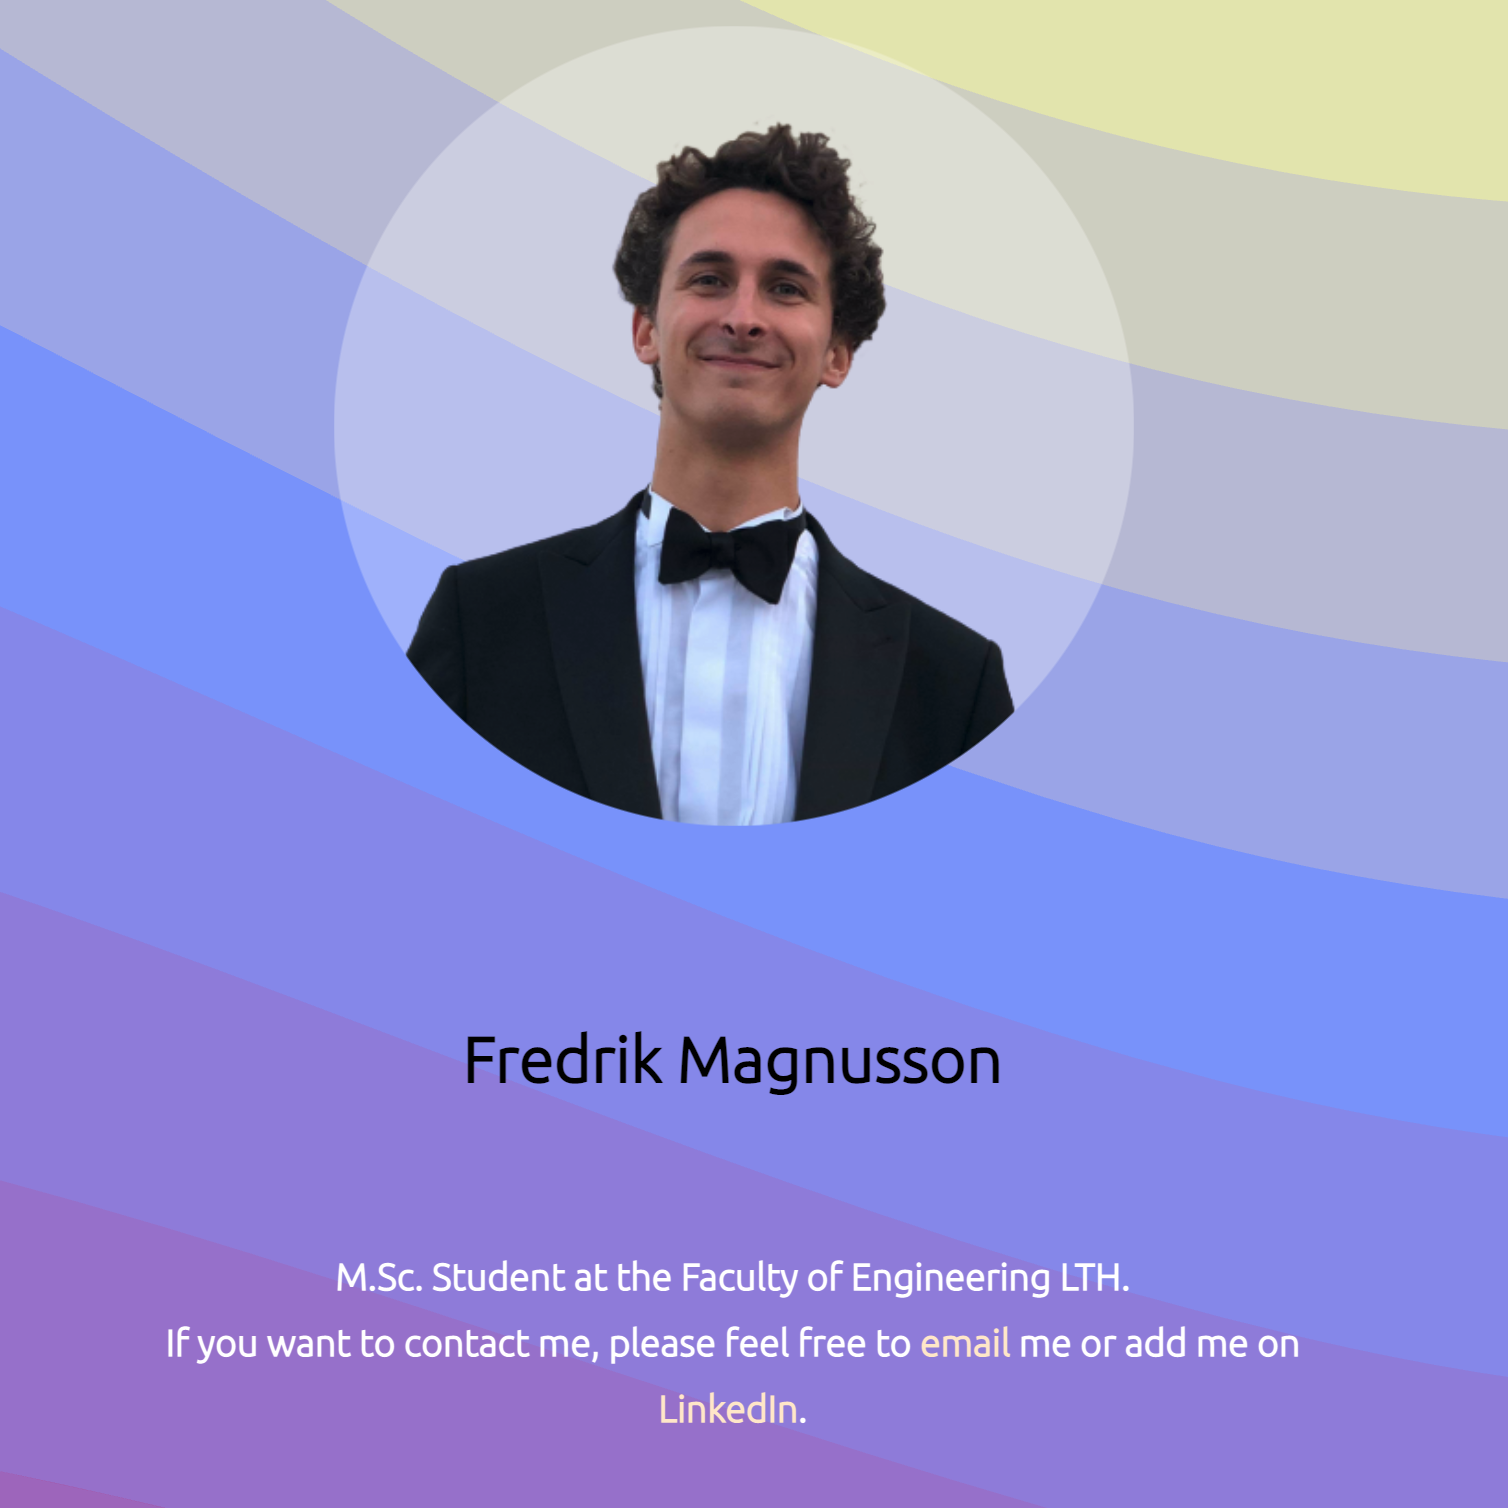 Fredrik Magnusson
M.Sc. Student at the Faculty of Engineering LTH.
If you want to contact me, please feel free to email me or add me on
LinkedIn.